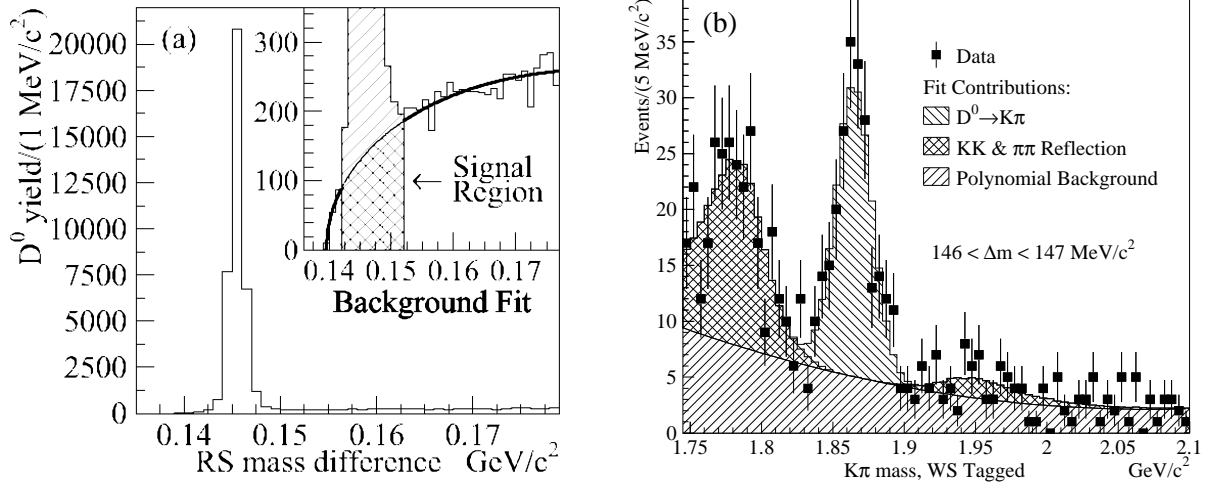 (a)
D⁰ yield/(1 MeV/c²)
20000
17500
15000
12500
10000
7500
5000
2500
0
0.14 0.15 0.16 0.17
RS mass difference GeV/c²
300
200
100
0
0.14 0.15 0.16 0.17
Background Fit
← Signal
Region
(b)
Events/(5 MeV/c²)
35
30
25
20
15
10
5
0
1.75 1.8 1.85 1.9 1.95 2 2.05 2.1
Kπ mass, WS Tagged GeV/c²
Data
Fit Contributions:
D⁰→Kπ
KK & ππ Reflection
Polynomial Background
146 < Δm < 147 MeV/c²